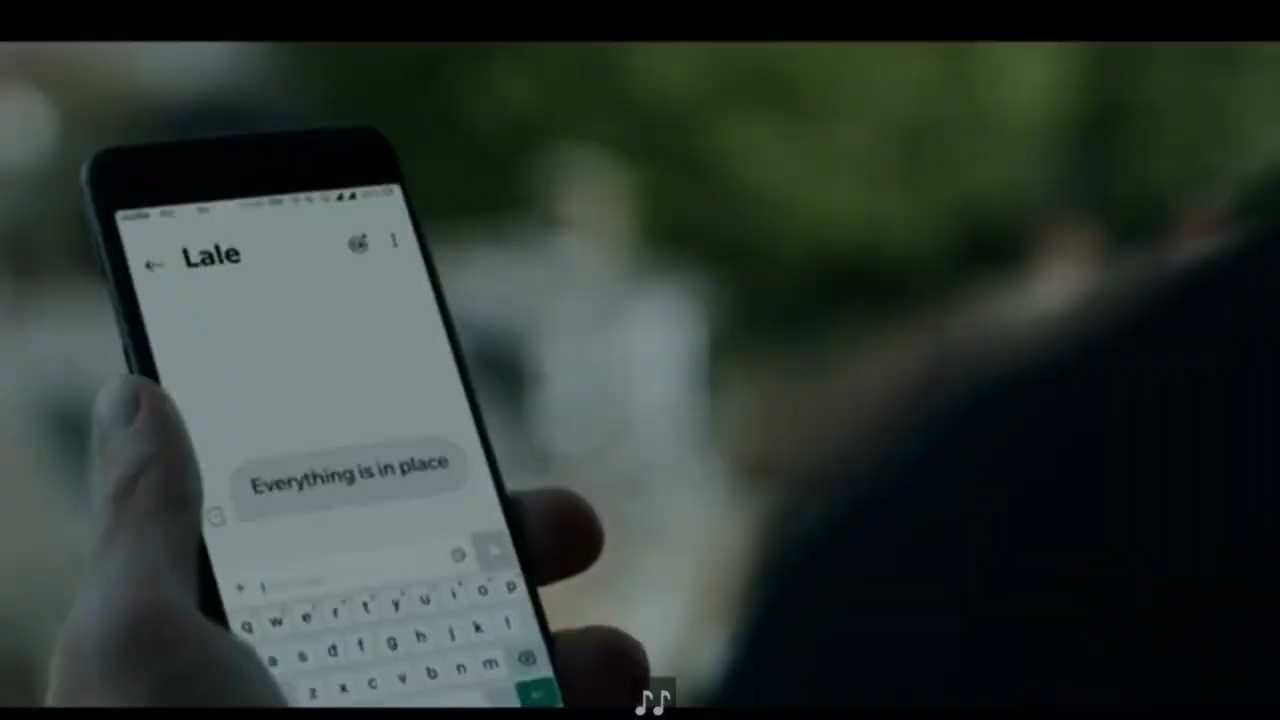 Lale
Everything is in place
q w e r t y u i o p
a s d f g h j k l
z x c v b n m
♪♪